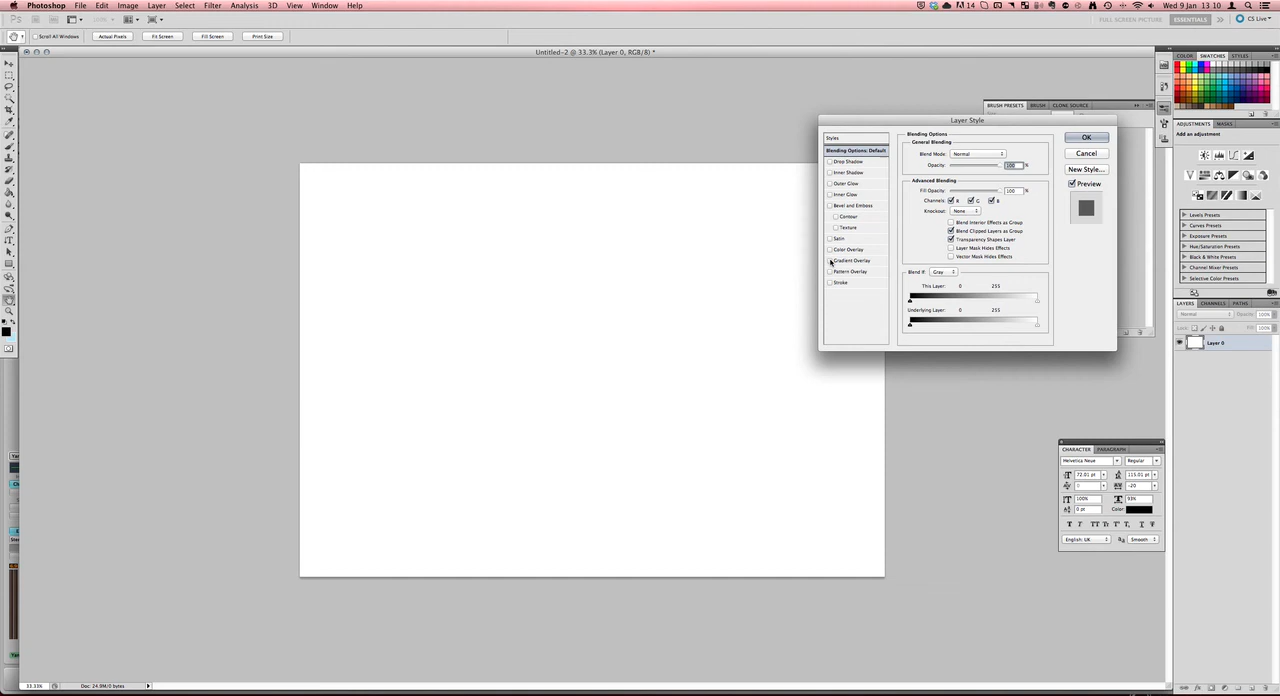 Photoshop File Edit Image Layer Select Filter Analysis 3D View Window Help
14
Wed 9 Jan 13:10
Ps
FULL SCREEN PICTURE
ESSENTIALS
CS Live
Scroll All Windows
Actual Pixels
Fit Screen
Fill Screen
Print Size
Untitled-2 @ 33.3% (Layer 0, RGB/8) *
COLOR SWATCHES STYLES
BRUSH PRESETS BRUSH CLONE SOURCE
Layer Style
Styles
Blending Options: Default
Drop Shadow
Inner Shadow
Outer Glow
Inner Glow
Bevel and Emboss
Contour
Texture
Satin
Color Overlay
Gradient Overlay
Pattern Overlay
Stroke
Blending Options
General Blending
Blend Mode: Normal
Opacity: 100 %
Advanced Blending
Fill Opacity: 100 %
Channels: R G B
Knockout: None
Blend Interior Effects as Group
Blend Clipped Layers as Group
Transparency Shapes Layer
Layer Mask Hides Effects
Vector Mask Hides Effects
Blend If: Gray
This Layer: 0 255
Underlying Layer: 0 255
OK
Cancel
New Style...
Preview
ADJUSTMENTS MASKS
Add an adjustment
Levels Presets
Curves Presets
Exposure Presets
Hue/Saturation Presets
Black & White Presets
Channel Mixer Presets
Selective Color Presets
LAYERS CHANNELS PATHS
Normal Opacity: 100%
Lock: Fill: 100%
Layer 0
CHARACTER PARAGRAPH
Helvetica Neue Regular
72.01 pt 115.01 pt
0 -20
100% 93%
0 pt Color:
T T TT Tr T' T, T T
English: UK Smooth
33.33% Doc: 24.9M/0 bytes